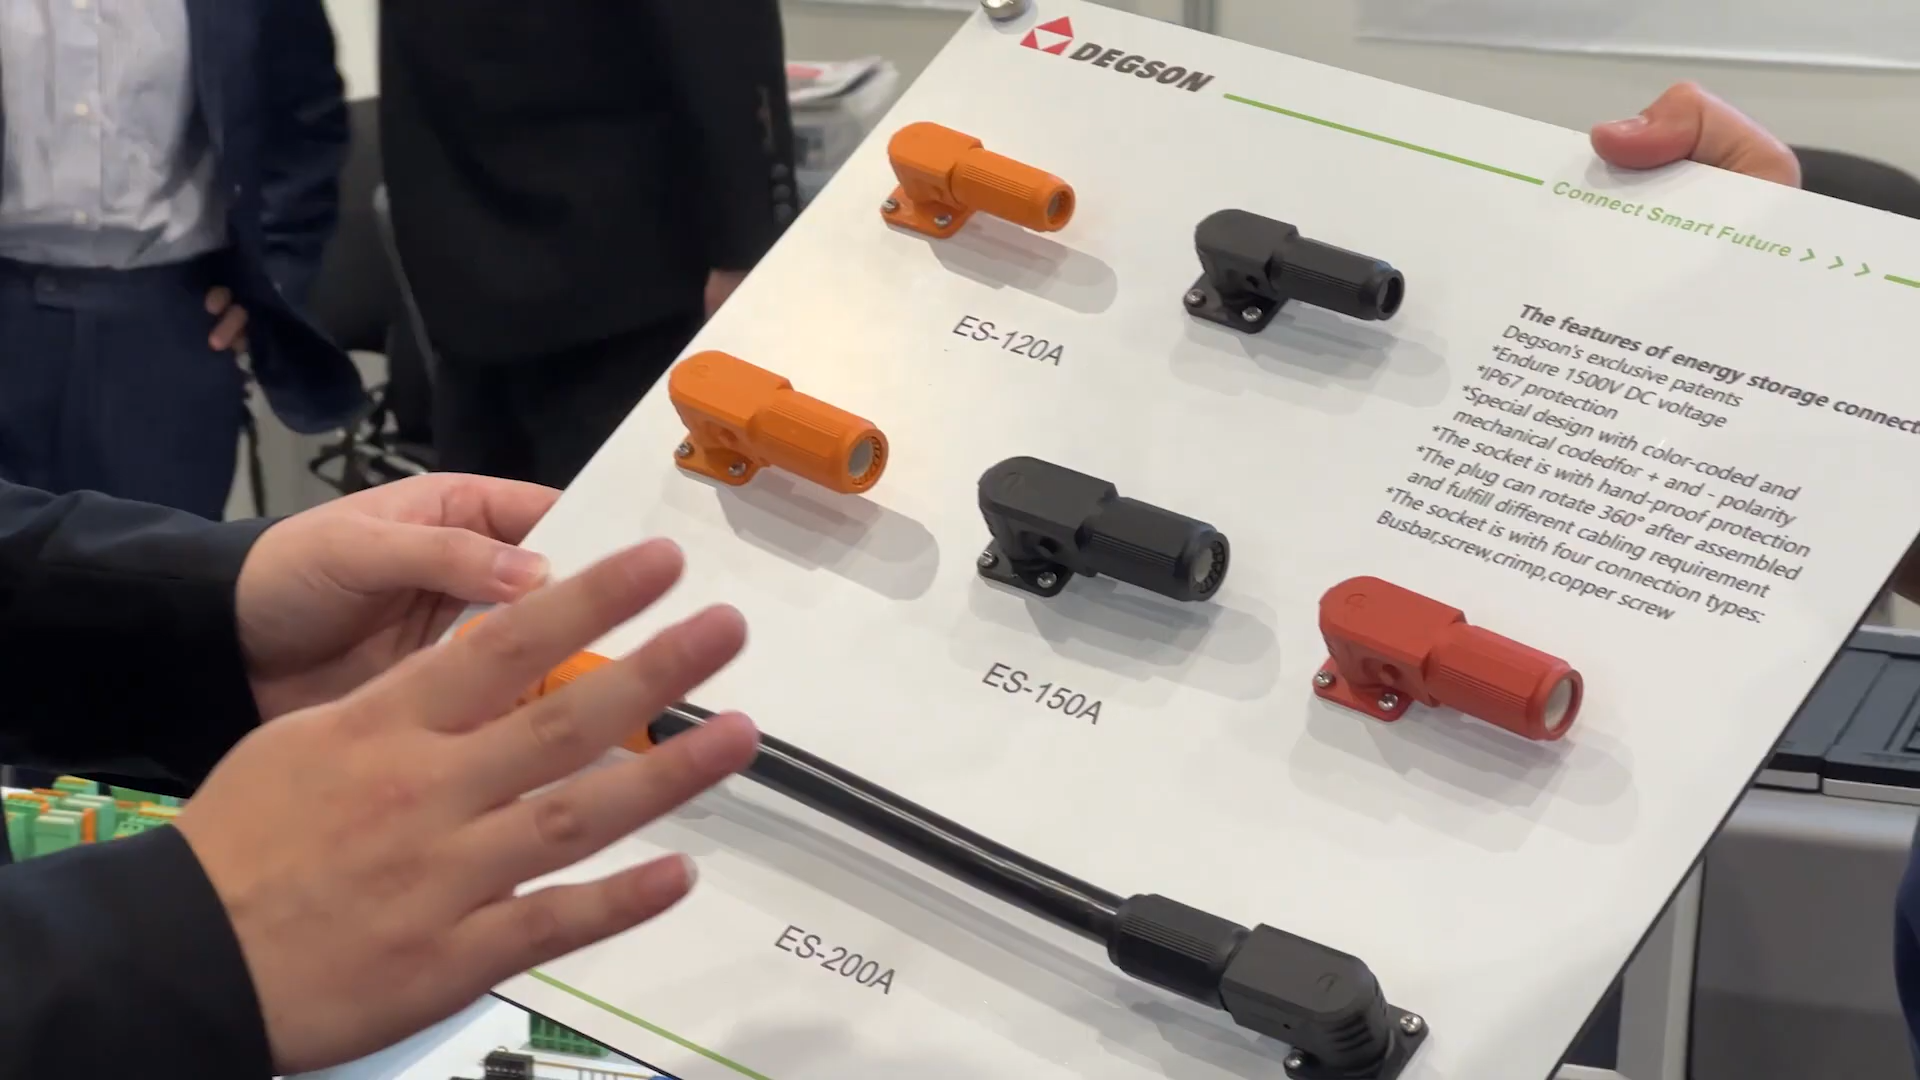 DEGSON
Connect Smart Future >>>
ES-120A
The features of energy storage connect
Degson's exclusive patents
*Endure 1500V DC voltage
*IP67 protection
*Special design with color-coded and
mechanical codedfor + and - polarity
*The socket is with hand-proof protection
*The plug can rotate 360° after assembled
and fulfill different cabling requirement
*The socket is with four connection types:
Busbar,screw,crimp,copper screw
ES-150A
ES-200A